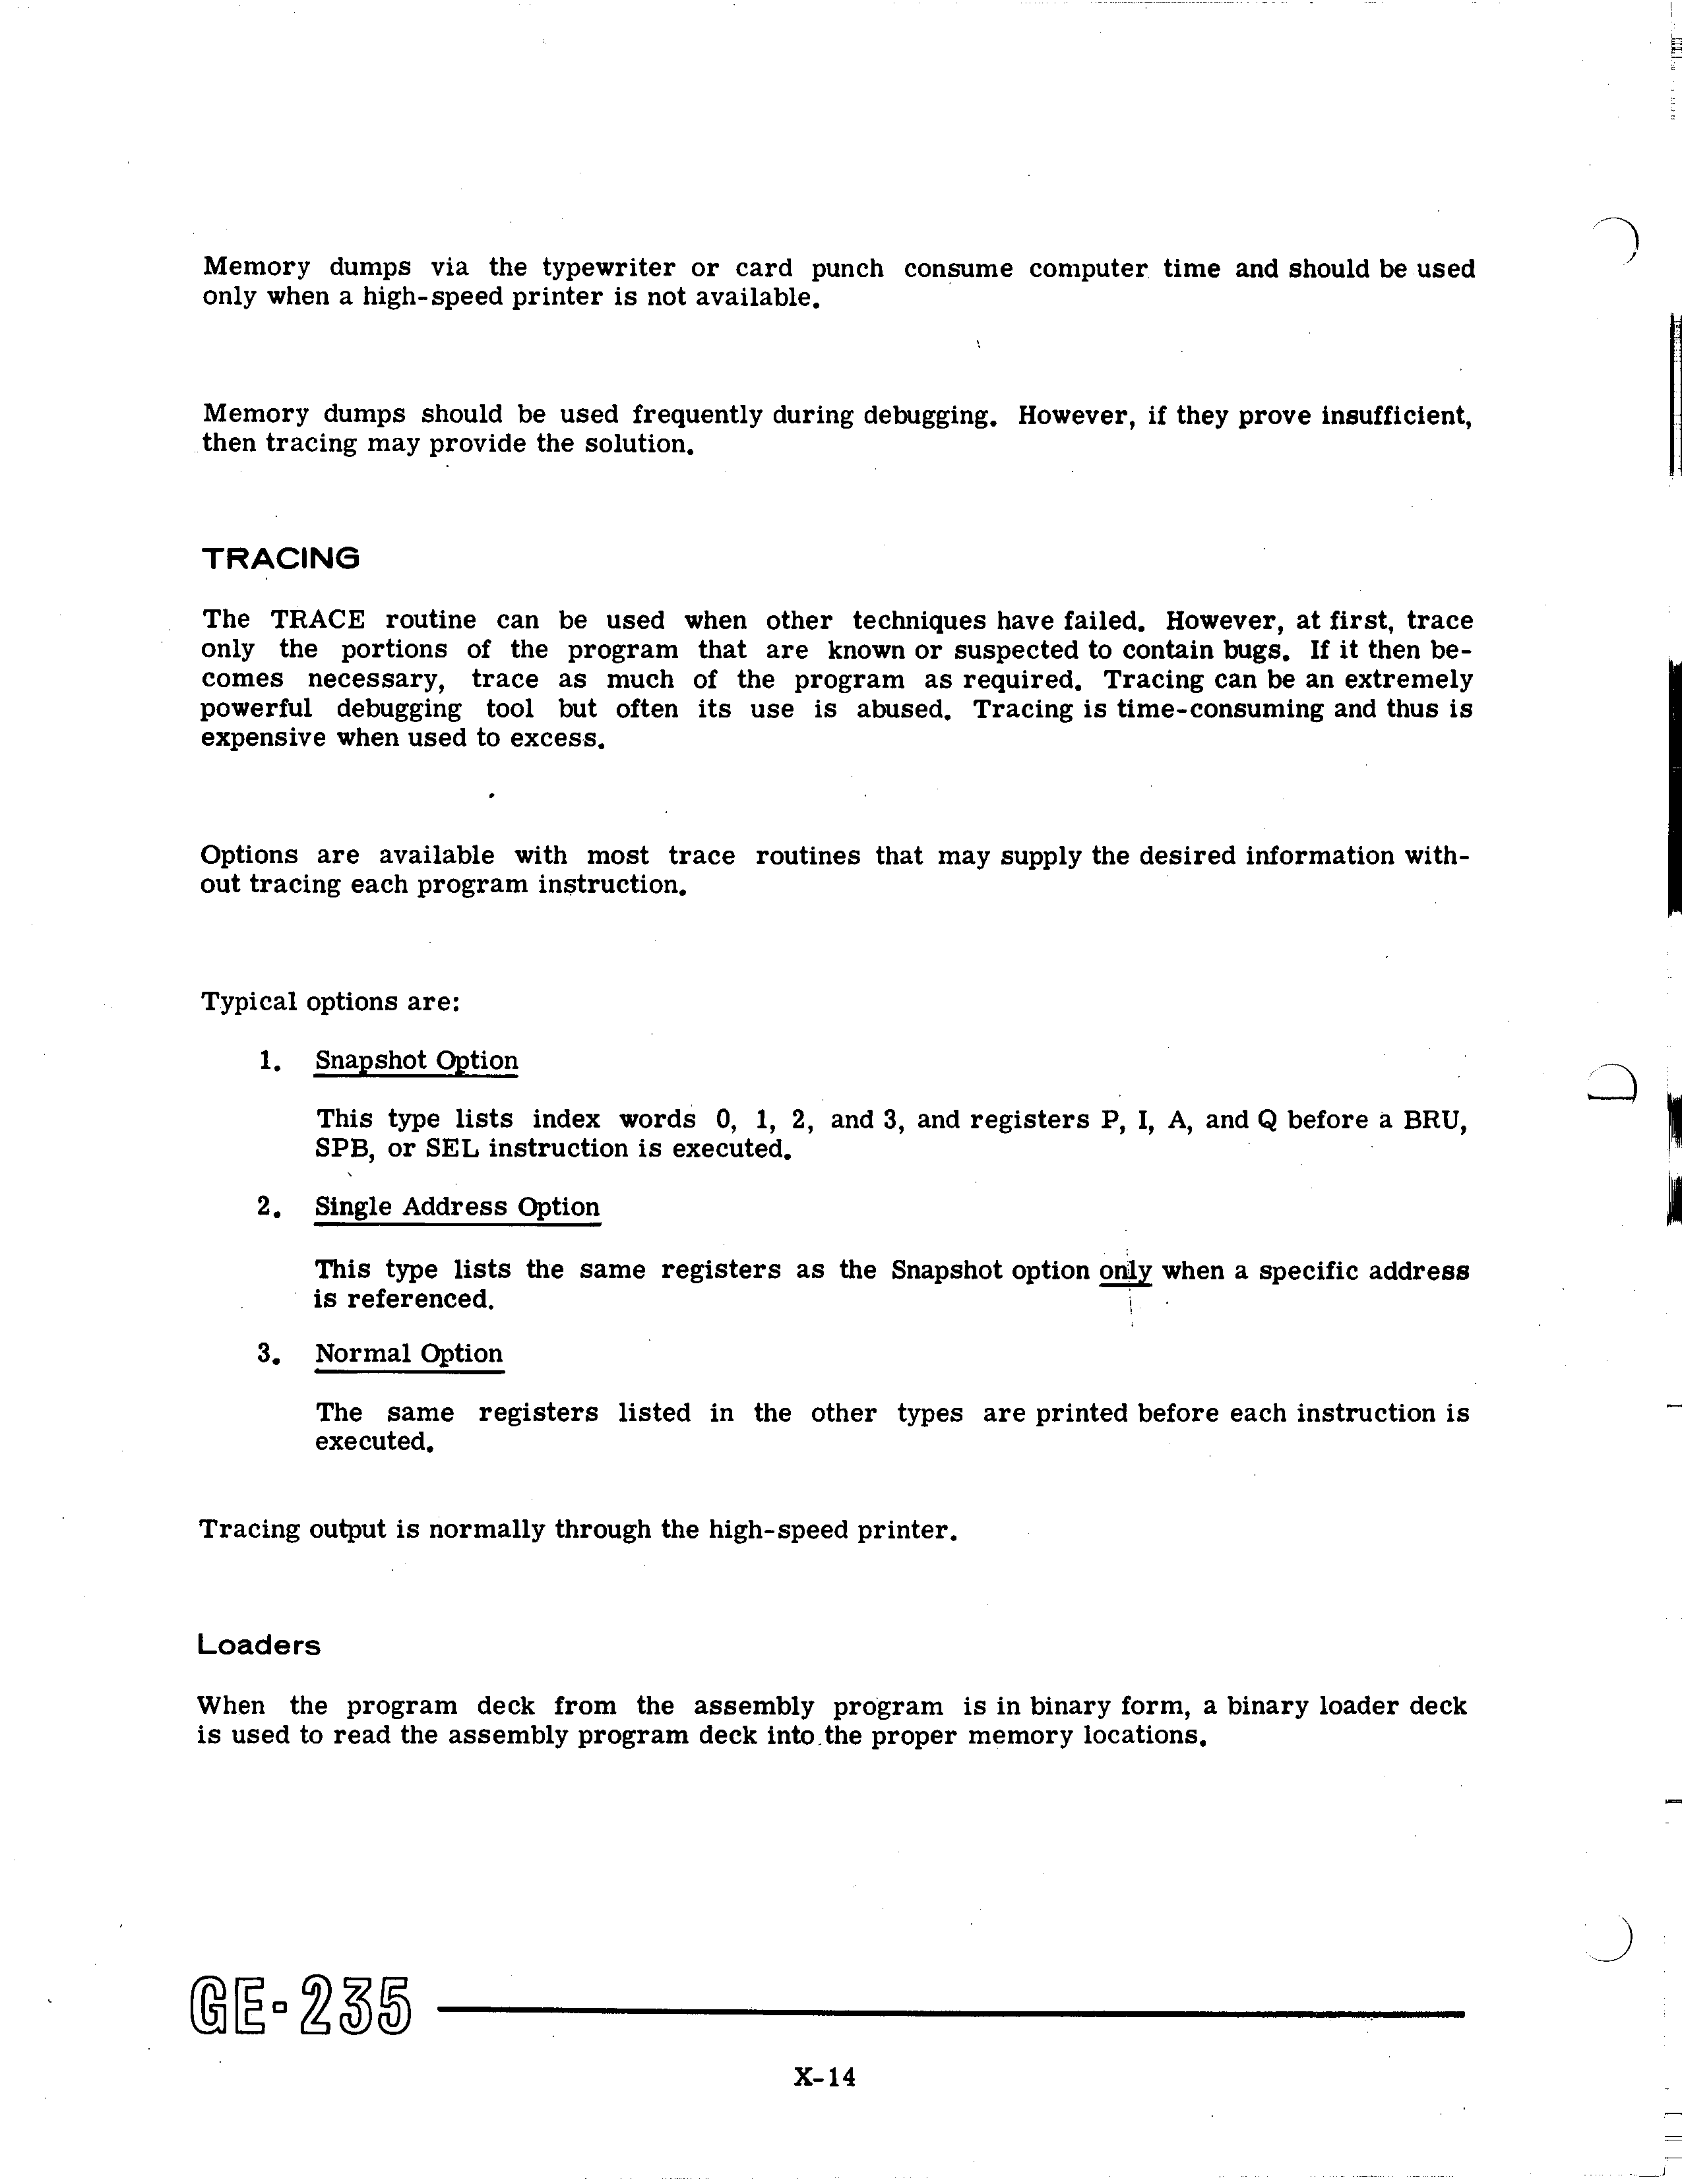 Memory dumps via the typewriter or card punch consume computer time and should be used
only when a high-speed printer is not available.
Memory dumps should be used frequently during debugging. However, if they prove insufficient,
then tracing may provide the solution.
TRACING
The TRACE routine can be used when other techniques have failed. However, at first, trace
only the portions of the program that are known or suspected to contain bugs. If it then be-
comes necessary, trace as much of the program as required. Tracing can be an extremely
powerful debugging tool but often its use is abused. Tracing is time-consuming and thus is
expensive when used to excess.
Options are available with most trace routines that may supply the desired information with-
out tracing each program instruction.
Typical options are:
1. Snapshot Option
This type lists index words 0, 1, 2, and 3, and registers P, I, A, and Q before a BRU,
SPB, or SEL instruction is executed.
2. Single Address Option
This type lists the same registers as the Snapshot option only when a specific address
is referenced.
3. Normal Option
The same registers listed in the other types are printed before each instruction is
executed.
Tracing output is normally through the high-speed printer.
Loaders
When the program deck from the assembly program is in binary form, a binary loader deck
is used to read the assembly program deck into the proper memory locations.
GE-235
X-14